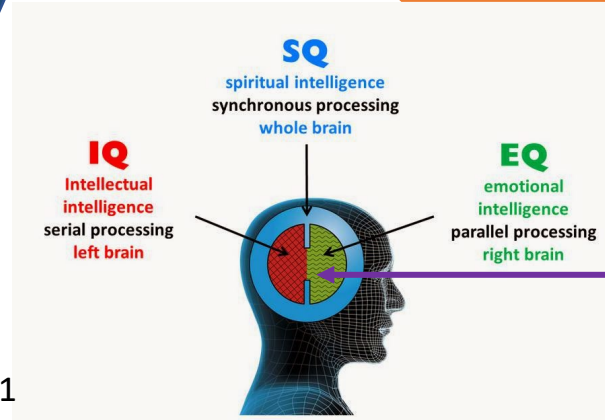 SQ
spiritual intelligence
synchronous processing
whole brain
IQ
Intellectual
intelligence
serial processing
left brain
EQ
emotional
intelligence
parallel processing
right brain
1